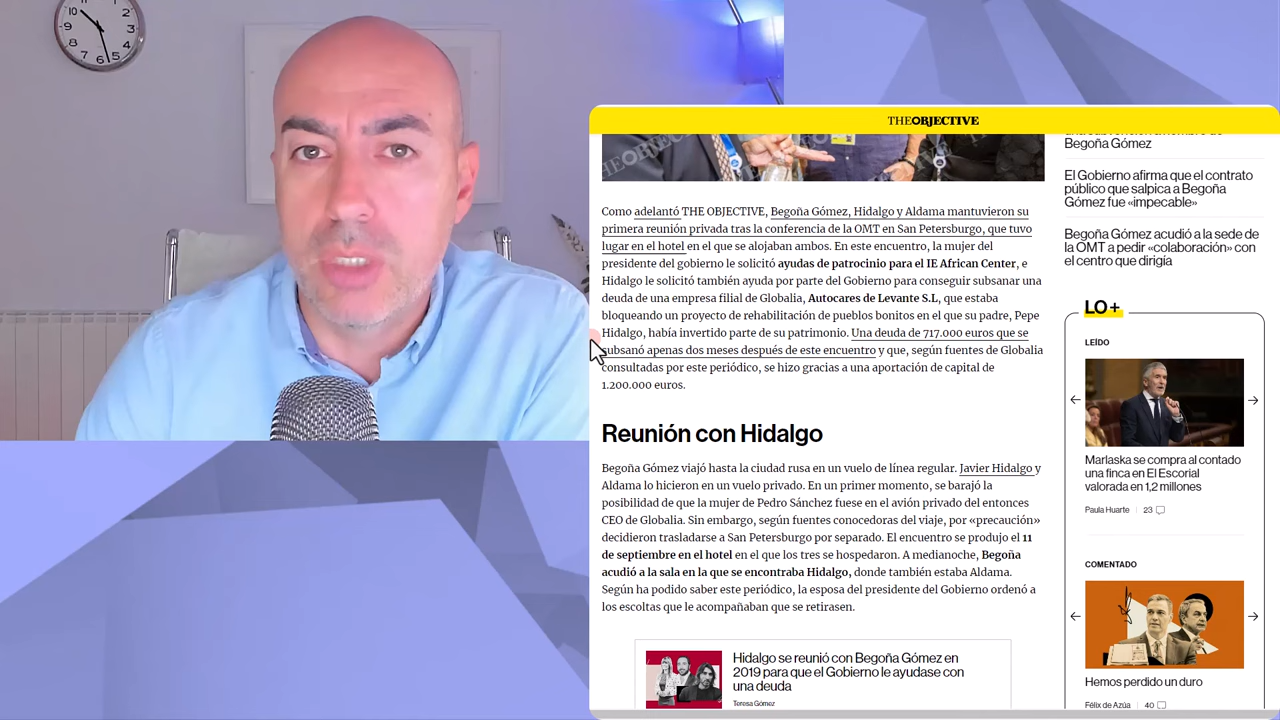 THEOBJECTIVE
THEOBJECTIVE
Como adelantó THE OBJECTIVE, Begoña Gómez, Hidalgo y Aldama mantuvieron su
primera reunión privada tras la conferencia de la OMT en San Petersburgo, que tuvo
lugar en el hotel en el que se alojaban ambos. En este encuentro, la mujer del
presidente del gobierno le solicitó ayudas de patrocinio para el IE African Center, e
Hidalgo le solicitó también ayuda por parte del Gobierno para conseguir subsanar una
deuda de una empresa filial de Globalia, Autocares de Levante S.L, que estaba
bloqueando un proyecto de rehabilitación de pueblos bonitos en el que su padre, Pepe
Hidalgo, había invertido parte de su patrimonio. Una deuda de 717.000 euros que se
subsanó apenas dos meses después de este encuentro y que, según fuentes de Globalia
consultadas por este periódico, se hizo gracias a una aportación de capital de
1.200.000 euros.
Reunión con Hidalgo
Begoña Gómez viajó hasta la ciudad rusa en un vuelo de línea regular. Javier Hidalgo y
Aldama lo hicieron en un vuelo privado. En un primer momento, se barajó la
posibilidad de que la mujer de Pedro Sánchez fuese en el avión privado del entonces
CEO de Globalia. Sin embargo, según fuentes conocedoras del viaje, por «precaución»
decidieron trasladarse a San Petersburgo por separado. El encuentro se produjo el 11
de septiembre en el hotel en el que los tres se hospedaron. A medianoche, Begoña
acudió a la sala en la que se encontraba Hidalgo, donde también estaba Aldama.
Según ha podido saber este periódico, la esposa del presidente del Gobierno ordenó a
los escoltas que le acompañaban que se retirasen.
Hidalgo se reunió con Begoña Gómez en
2019 para que el Gobierno le ayudase con
una deuda
Teresa Gómez
Begoña Gómez
El Gobierno afirma que el contrato
público que salpica a Begoña
Gómez fue «impecable»
Begoña Gómez acudió a la sede de
la OMT a pedir «colaboración» con
el centro que dirigía
LO+
LEÍDO
Marlaska se compra al contado
una finca en El Escorial
valorada en 1,2 millones
Paula Huarte | 23
COMENTADO
Hemos perdido un duro
Félix de Azúa | 40